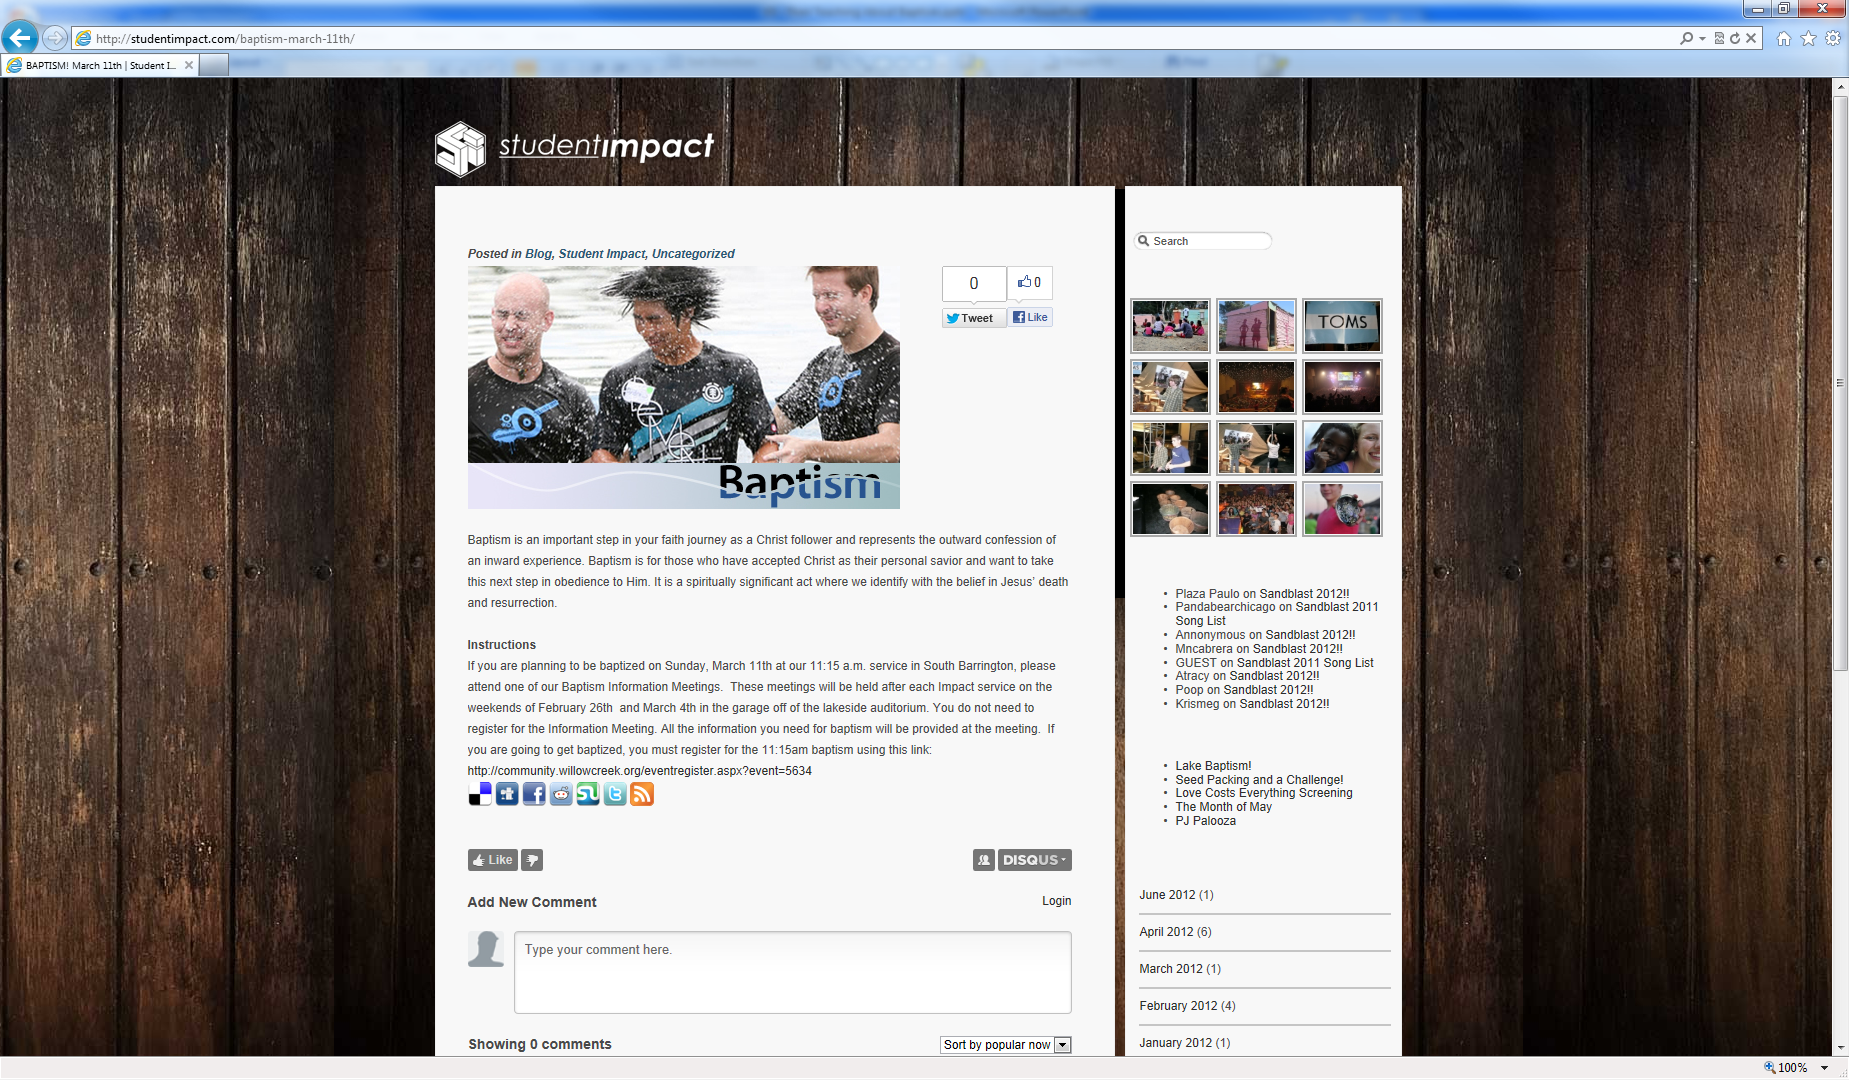 http://studentimpact.com/baptism-march-11th/
BAPTISM! March 11th | Student I...
studentimpact
Posted in Blog, Student Impact, Uncategorized
0
0
Tweet
Like
Baptism
Baptism is an important step in your faith journey as a Christ follower and represents the outward confession of
an inward experience. Baptism is for those who have accepted Christ as their personal savior and want to take
this next step in obedience to Him. It is a spiritually significant act where we identify with the belief in Jesus’ death
and resurrection.
Instructions
If you are planning to be baptized on Sunday, March 11th at our 11:15 a.m. service in South Barrington, please
attend one of our Baptism Information Meetings.  These meetings will be held after each Impact service on the
weekends of February 26th  and March 4th in the garage off of the lakeside auditorium. You do not need to
register for the Information Meeting. All the information you need for baptism will be provided at the meeting.  If
you are going to get baptized, you must register for the 11:15am baptism using this link:
http://community.willowcreek.org/eventregister.aspx?event=5634
Like
DISQUS
Add New Comment
Login
Type your comment here.
Showing 0 comments
Sort by popular now
Search
TOMS
Plaza Paulo on Sandblast 2012!!
Pandabearchicago on Sandblast 2011
Song List
Annonymous on Sandblast 2012!!
Mncabrera on Sandblast 2012!!
GUEST on Sandblast 2011 Song List
Atracy on Sandblast 2012!!
Poop on Sandblast 2012!!
Krismeg on Sandblast 2012!!
Lake Baptism!
Seed Packing and a Challenge!
Love Costs Everything Screening
The Month of May
PJ Palooza
June 2012 (1)
April 2012 (6)
March 2012 (1)
February 2012 (4)
January 2012 (1)
100%